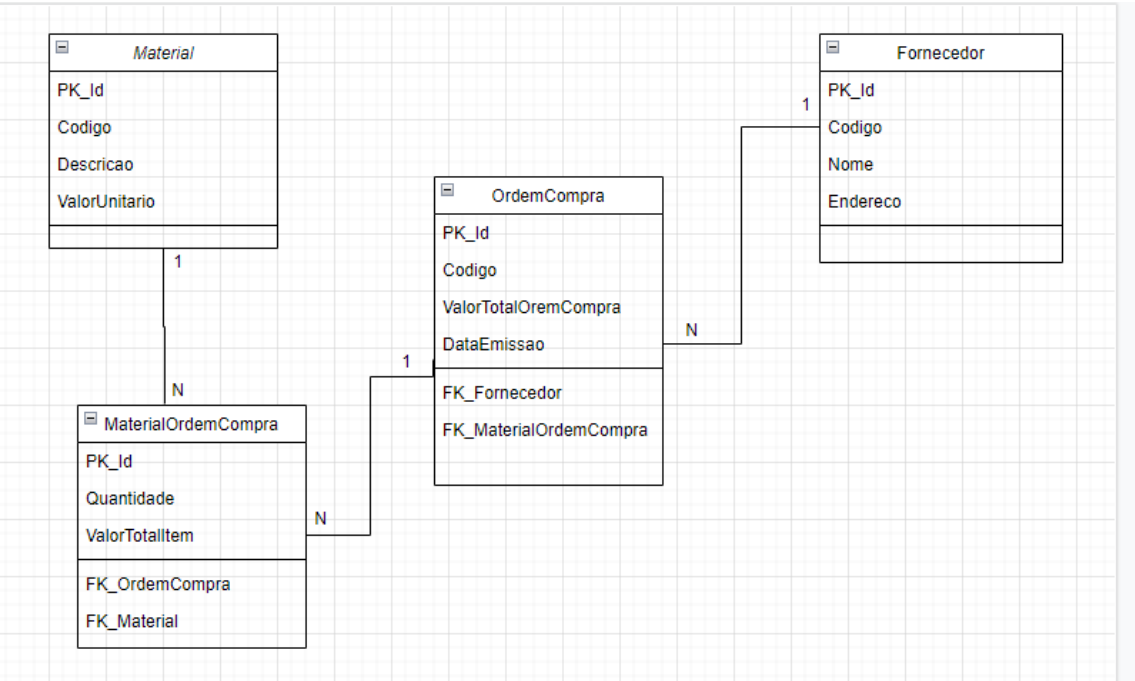 Material
PK_Id
Codigo
Descricao
ValorUnitario
1
N
MaterialOrdemCompra
PK_Id
Quantidade
ValorTotalItem
FK_OrdemCompra
FK_Material
N
1
OrdemCompra
PK_Id
Codigo
ValorTotalOremCompra
DataEmissao
FK_Fornecedor
FK_MaterialOrdemCompra
N
1
Fornecedor
PK_Id
Codigo
Nome
Endereco